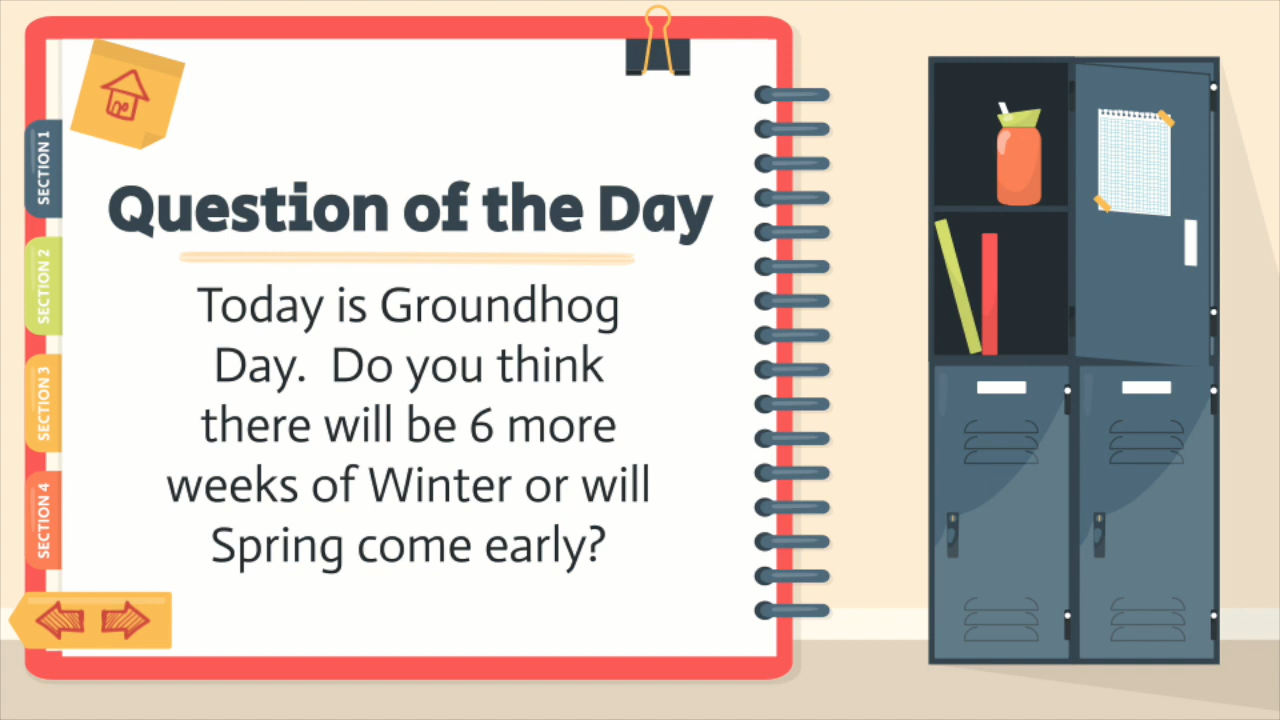 Question of the Day
Today is Groundhog
Day.  Do you think
there will be 6 more
weeks of Winter or will
Spring come early?
SECTION 1
SECTION 2
SECTION 3
SECTION 4